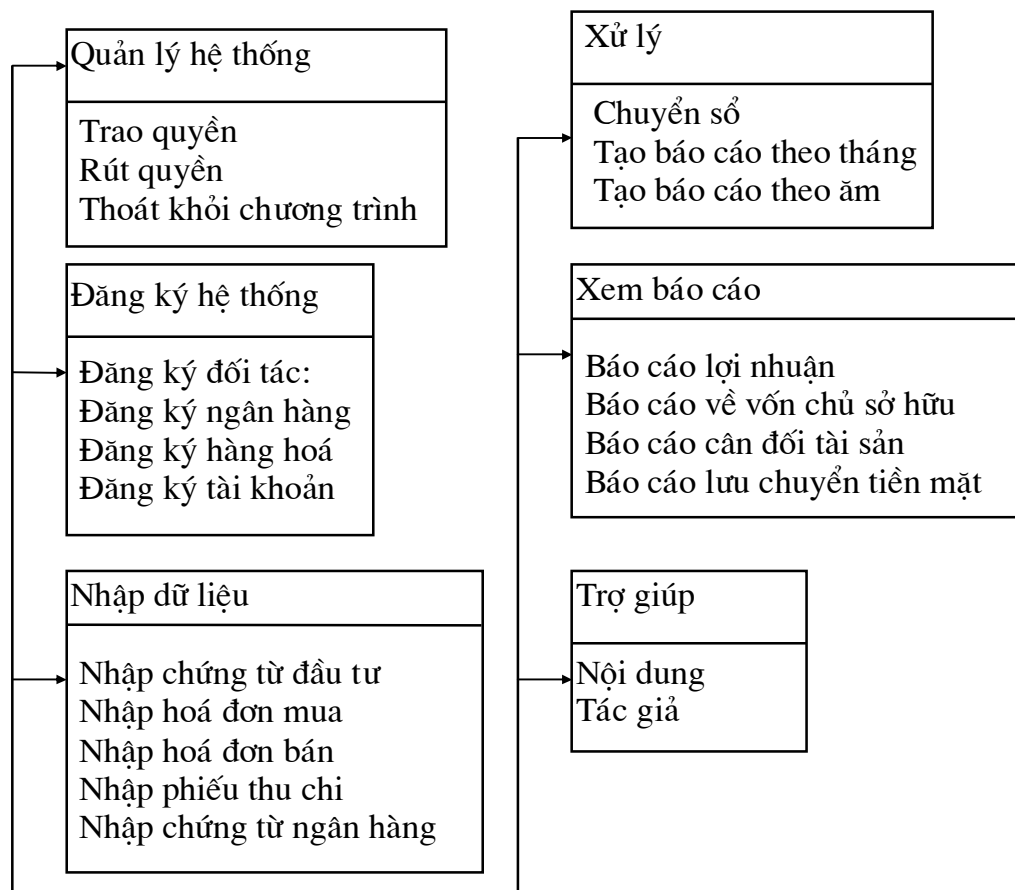 Quản lý hệ thống
Trao quyền
Rút quyền
Thoát khỏi chương trình
Đăng ký hệ thống
Đăng ký đối tác:
Đăng ký ngân hàng
Đăng ký hàng hoá
Đăng ký tài khoản
Nhập dữ liệu
Nhập chứng từ đầu tư
Nhập hoá đơn mua
Nhập hoá đơn bán
Nhập phiếu thu chi
Nhập chứng từ ngân hàng
Xử lý
Chuyển sổ
Tạo báo cáo theo tháng
Tạo báo cáo theo ăm
Xem báo cáo
Báo cáo lợi nhuận
Báo cáo về vốn chủ sở hữu
Báo cáo cân đối tài sản
Báo cáo lưu chuyển tiền mặt
Trợ giúp
Nội dung
Tác giả